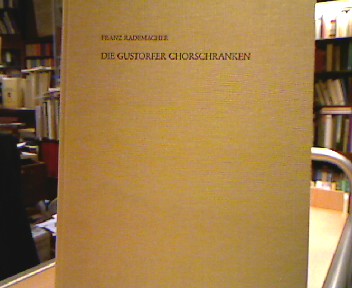 FRANZ RADEMACHER
DIE GUSTORFER CHORSCHRANKEN